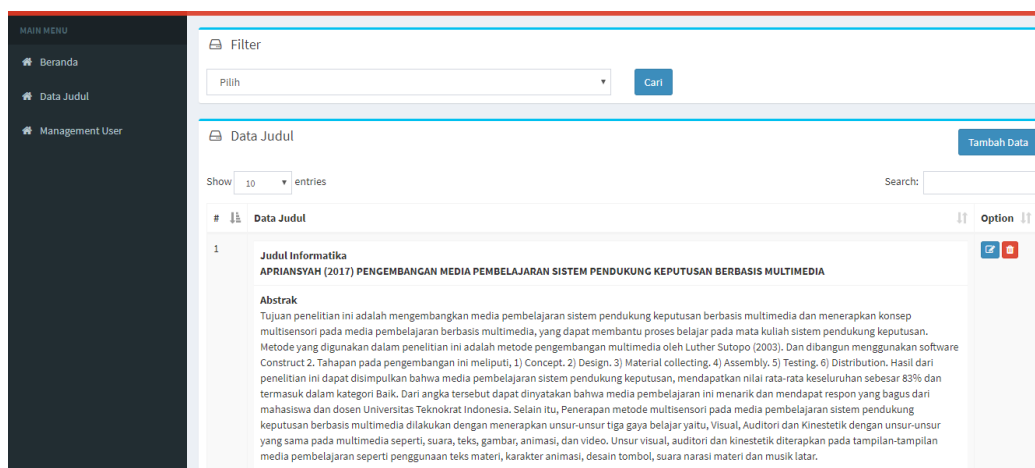 MAIN MENU
Beranda
Data Judul
Management User
Filter
Pilih
Cari
Data Judul
Tambah Data
Show 10 entries
Search:
# Data Judul Option
1
Judul Informatika
APRIANSYAH (2017) PENGEMBANGAN MEDIA PEMBELAJARAN SISTEM PENDUKUNG KEPUTUSAN BERBASIS MULTIMEDIA
Abstrak
Tujuan penelitian ini adalah mengembangkan media pembelajaran sistem pendukung keputusan berbasis multimedia dan menerapkan konsep
multisensori pada media pembelajaran berbasis multimedia, yang dapat membantu proses belajar pada mata kuliah sistem pendukung keputusan.
Metode yang digunakan dalam penelitian ini adalah metode pengembangan multimedia oleh Luther Sutopo (2003). Dan dibangun menggunakan software
Construct 2. Tahapan pada pengembangan ini meliputi, 1) Concept. 2) Design. 3) Material collecting. 4) Assembly. 5) Testing. 6) Distribution. Hasil dari
penelitian ini dapat disimpulkan bahwa media pembelajaran sistem pendukung keputusan, mendapatkan nilai rata-rata keseluruhan sebesar 83% dan
termasuk dalam kategori Baik. Dari angka tersebut dapat dinyatakan bahwa media pembelajaran ini menarik dan mendapat respon yang bagus dari
mahasiswa dan dosen Universitas Teknokrat Indonesia. Selain itu, Penerapan metode multisensori pada media pembelajaran sistem pendukung
keputusan berbasis multimedia dilakukan dengan menerapkan unsur-unsur tiga gaya belajar yaitu, Visual, Auditori dan Kinestetik dengan unsur-unsur
yang sama pada multimedia seperti, suara, teks, gambar, animasi, dan video. Unsur visual, auditori dan kinestetik diterapkan pada tampilan-tampilan
media pembelajaran seperti penggunaan teks materi, karakter animasi, desain tombol, suara narasi materi dan musik latar.